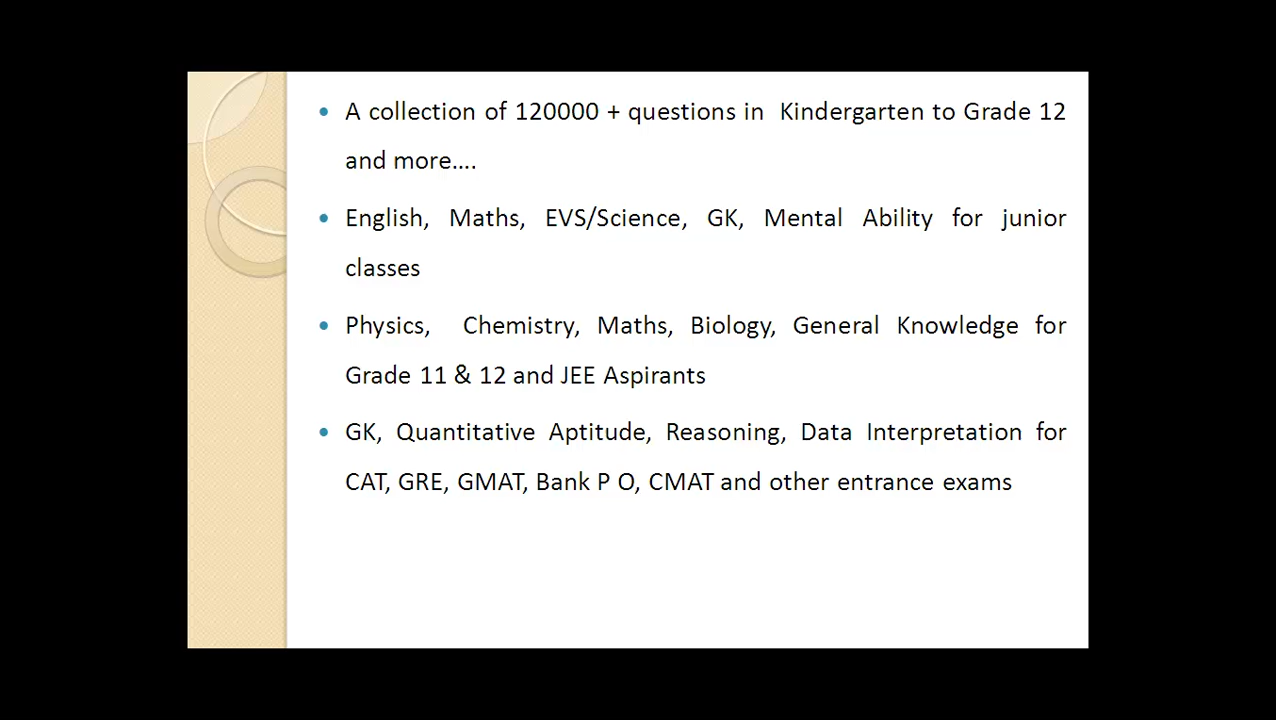 • A collection of 120000 + questions in  Kindergarten to Grade 12
and more....
• English, Maths, EVS/Science, GK, Mental Ability for junior
classes
• Physics,  Chemistry, Maths, Biology, General Knowledge for
Grade 11 & 12 and JEE Aspirants
• GK, Quantitative Aptitude, Reasoning, Data Interpretation for
CAT, GRE, GMAT, Bank P O, CMAT and other entrance exams